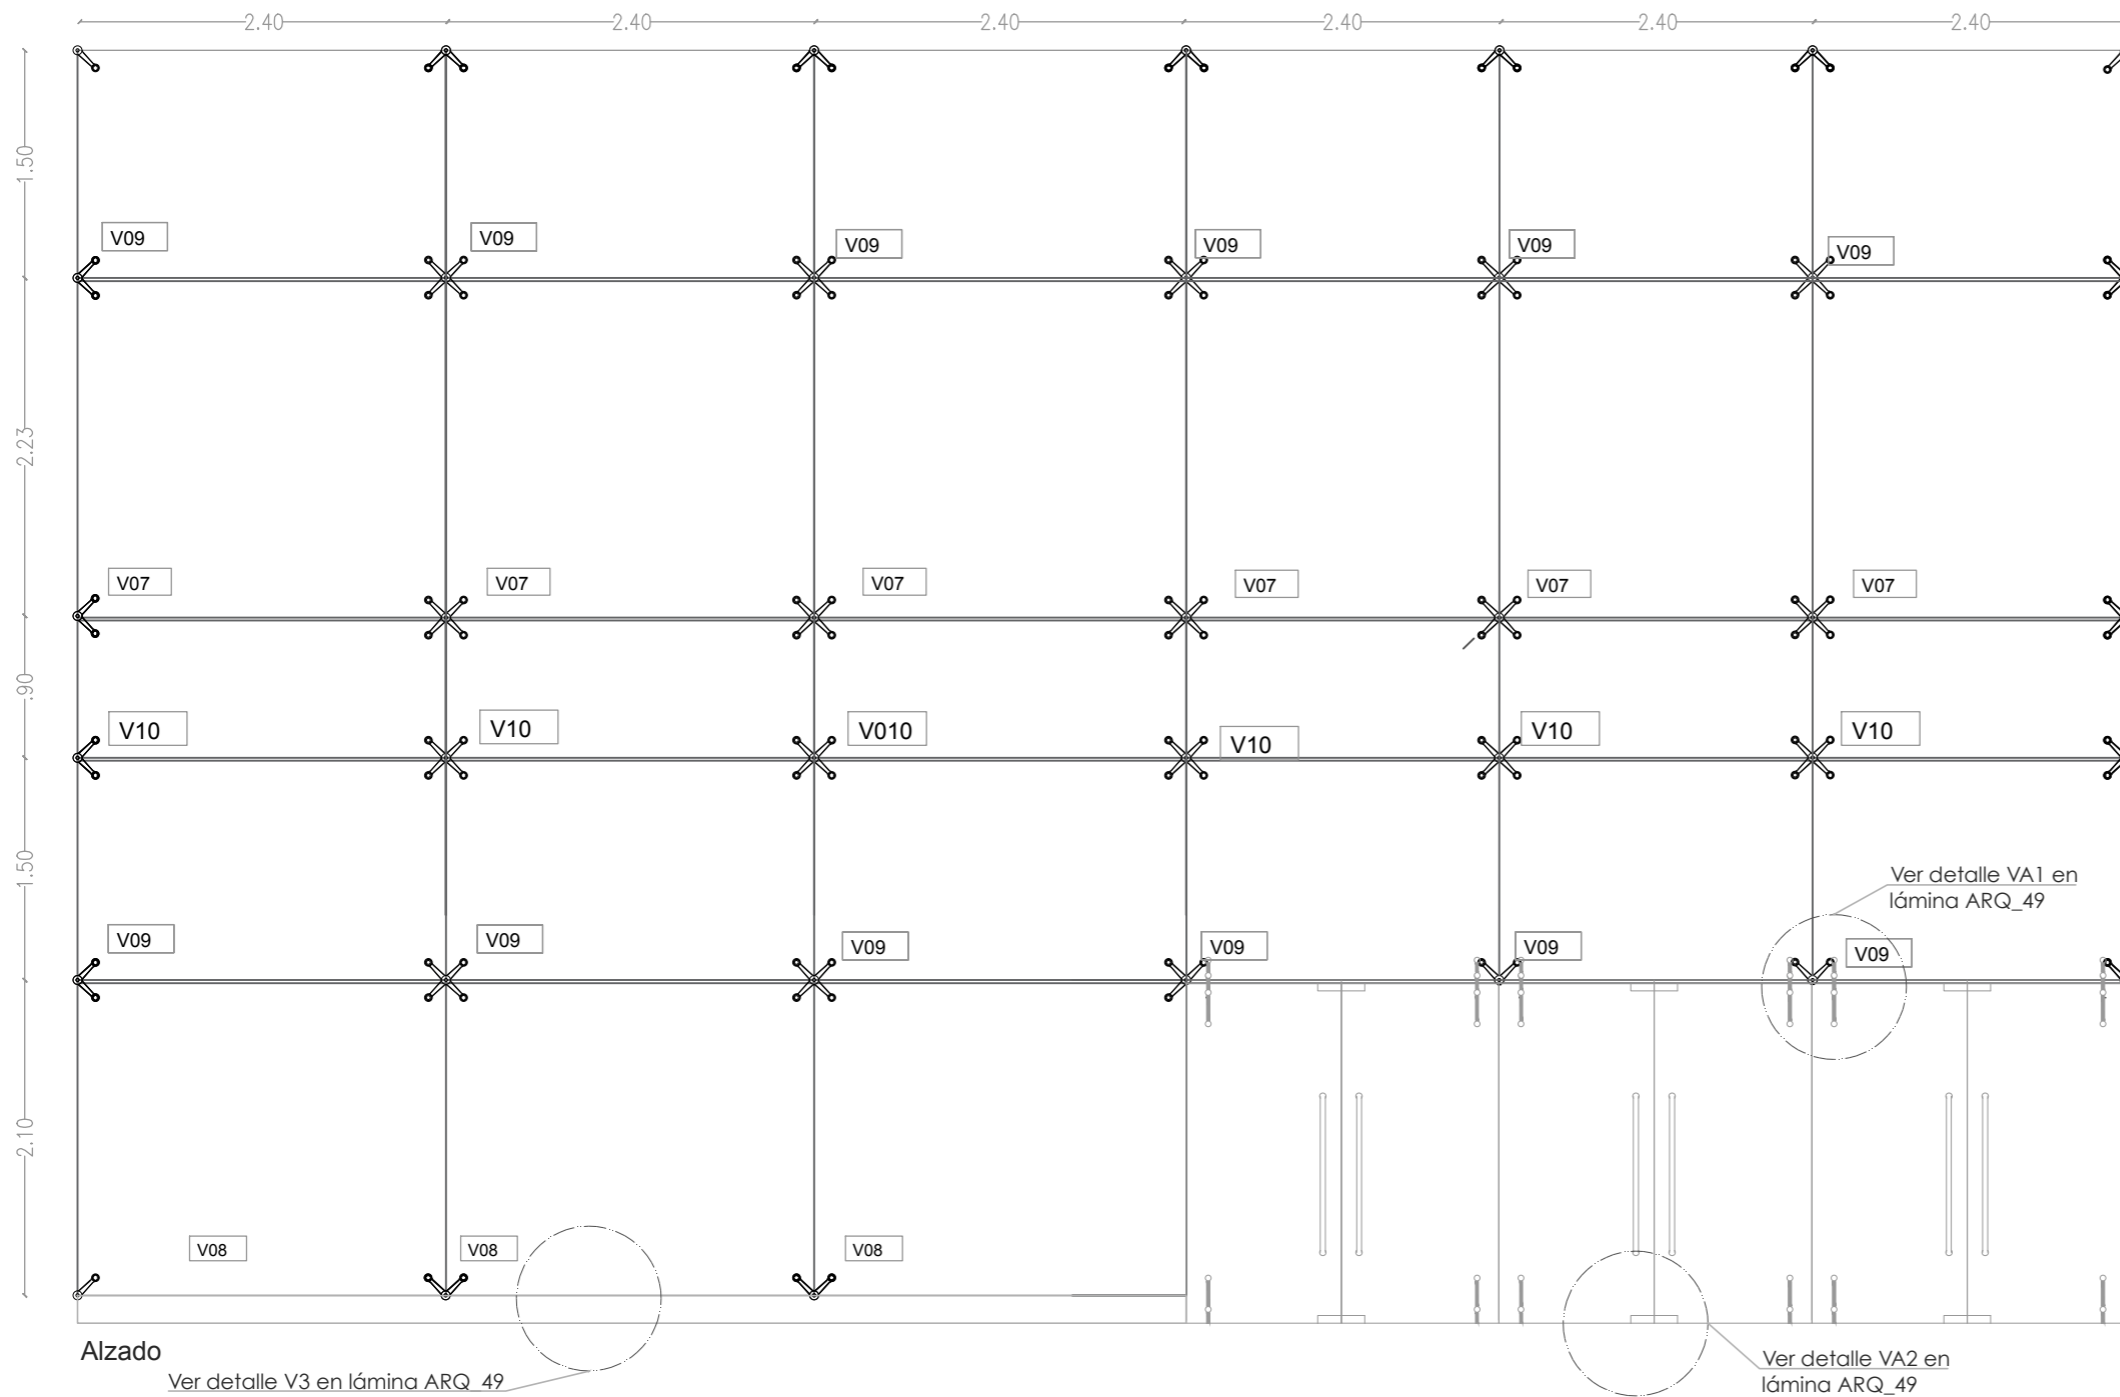 2.40 2.40 2.40 2.40 2.40 2.40
1.50
V09 V09 V09 V09 V09 V09
2.23
V07 V07 V07 V07 V07 V07
.90
V10 V10 V010 V10 V10 V10
1.50
Ver detalle VA1 en
lámina ARQ_49
V09 V09 V09 V09 V09 V09
2.10
V08 V08 V08
Alzado
Ver detalle V3 en lámina ARQ_49
Ver detalle VA2 en
lámina ARQ_49